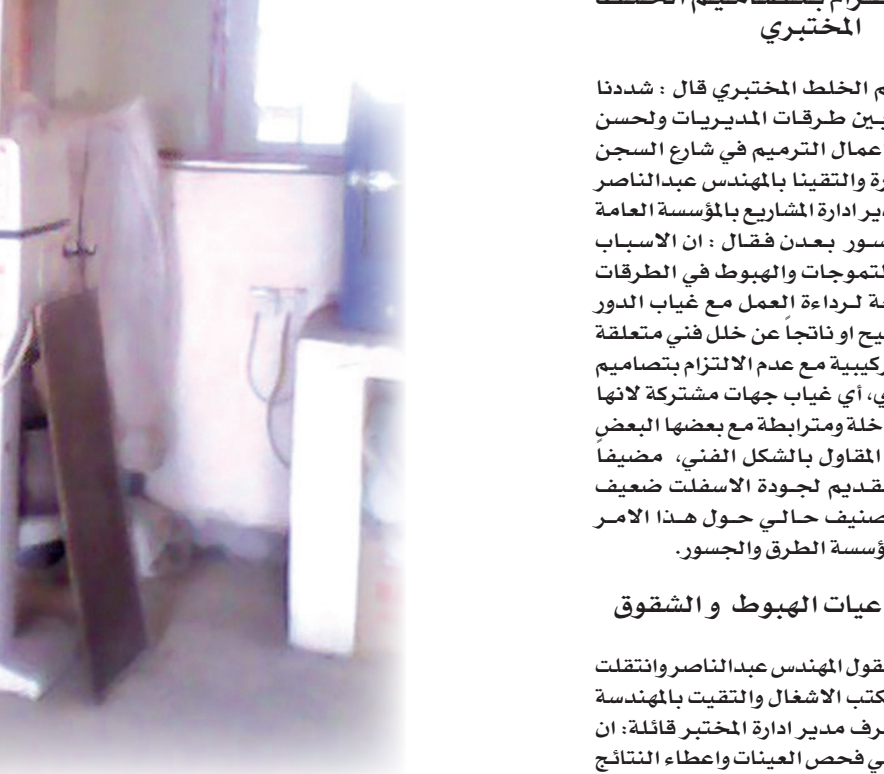 المختبري
م الخلط المختبري قال : شددنا
بين طرقات المديريات ولحسن
اعمال الترميم في شارع السجن
رة والتقينا بالمهندس عبدالناصر
دير ادارة المشاريع بالمؤسسة العامة
سور بعدن فقال : ان الاسباب
لتموجات والهبوط في الطرقات
ـة لرداءة العمل مع غياب الدور
يح او ناتجاً عن خلل فني متعلقة
ركيبية مع عدم الالتزام بتصاميم
ي، أي غياب جهات مشتركة لانها
خلة ومترابطة مع بعضها البعض
المقاول بالشكل الفني، مضيفاً
قديم لجودة الاسفلت ضعيف
صنيف حالي حول هذا الامر
ؤسسة الطرق والجسور.
عيات الهبوط و الشقوق
قول المهندس عبدالناصر وانتقلت
كتب الاشغال والتقيت بالمهندسة
رف مدير ادارة المختبر قائلة: ان
ي فحص العينات واعطاء النتائج